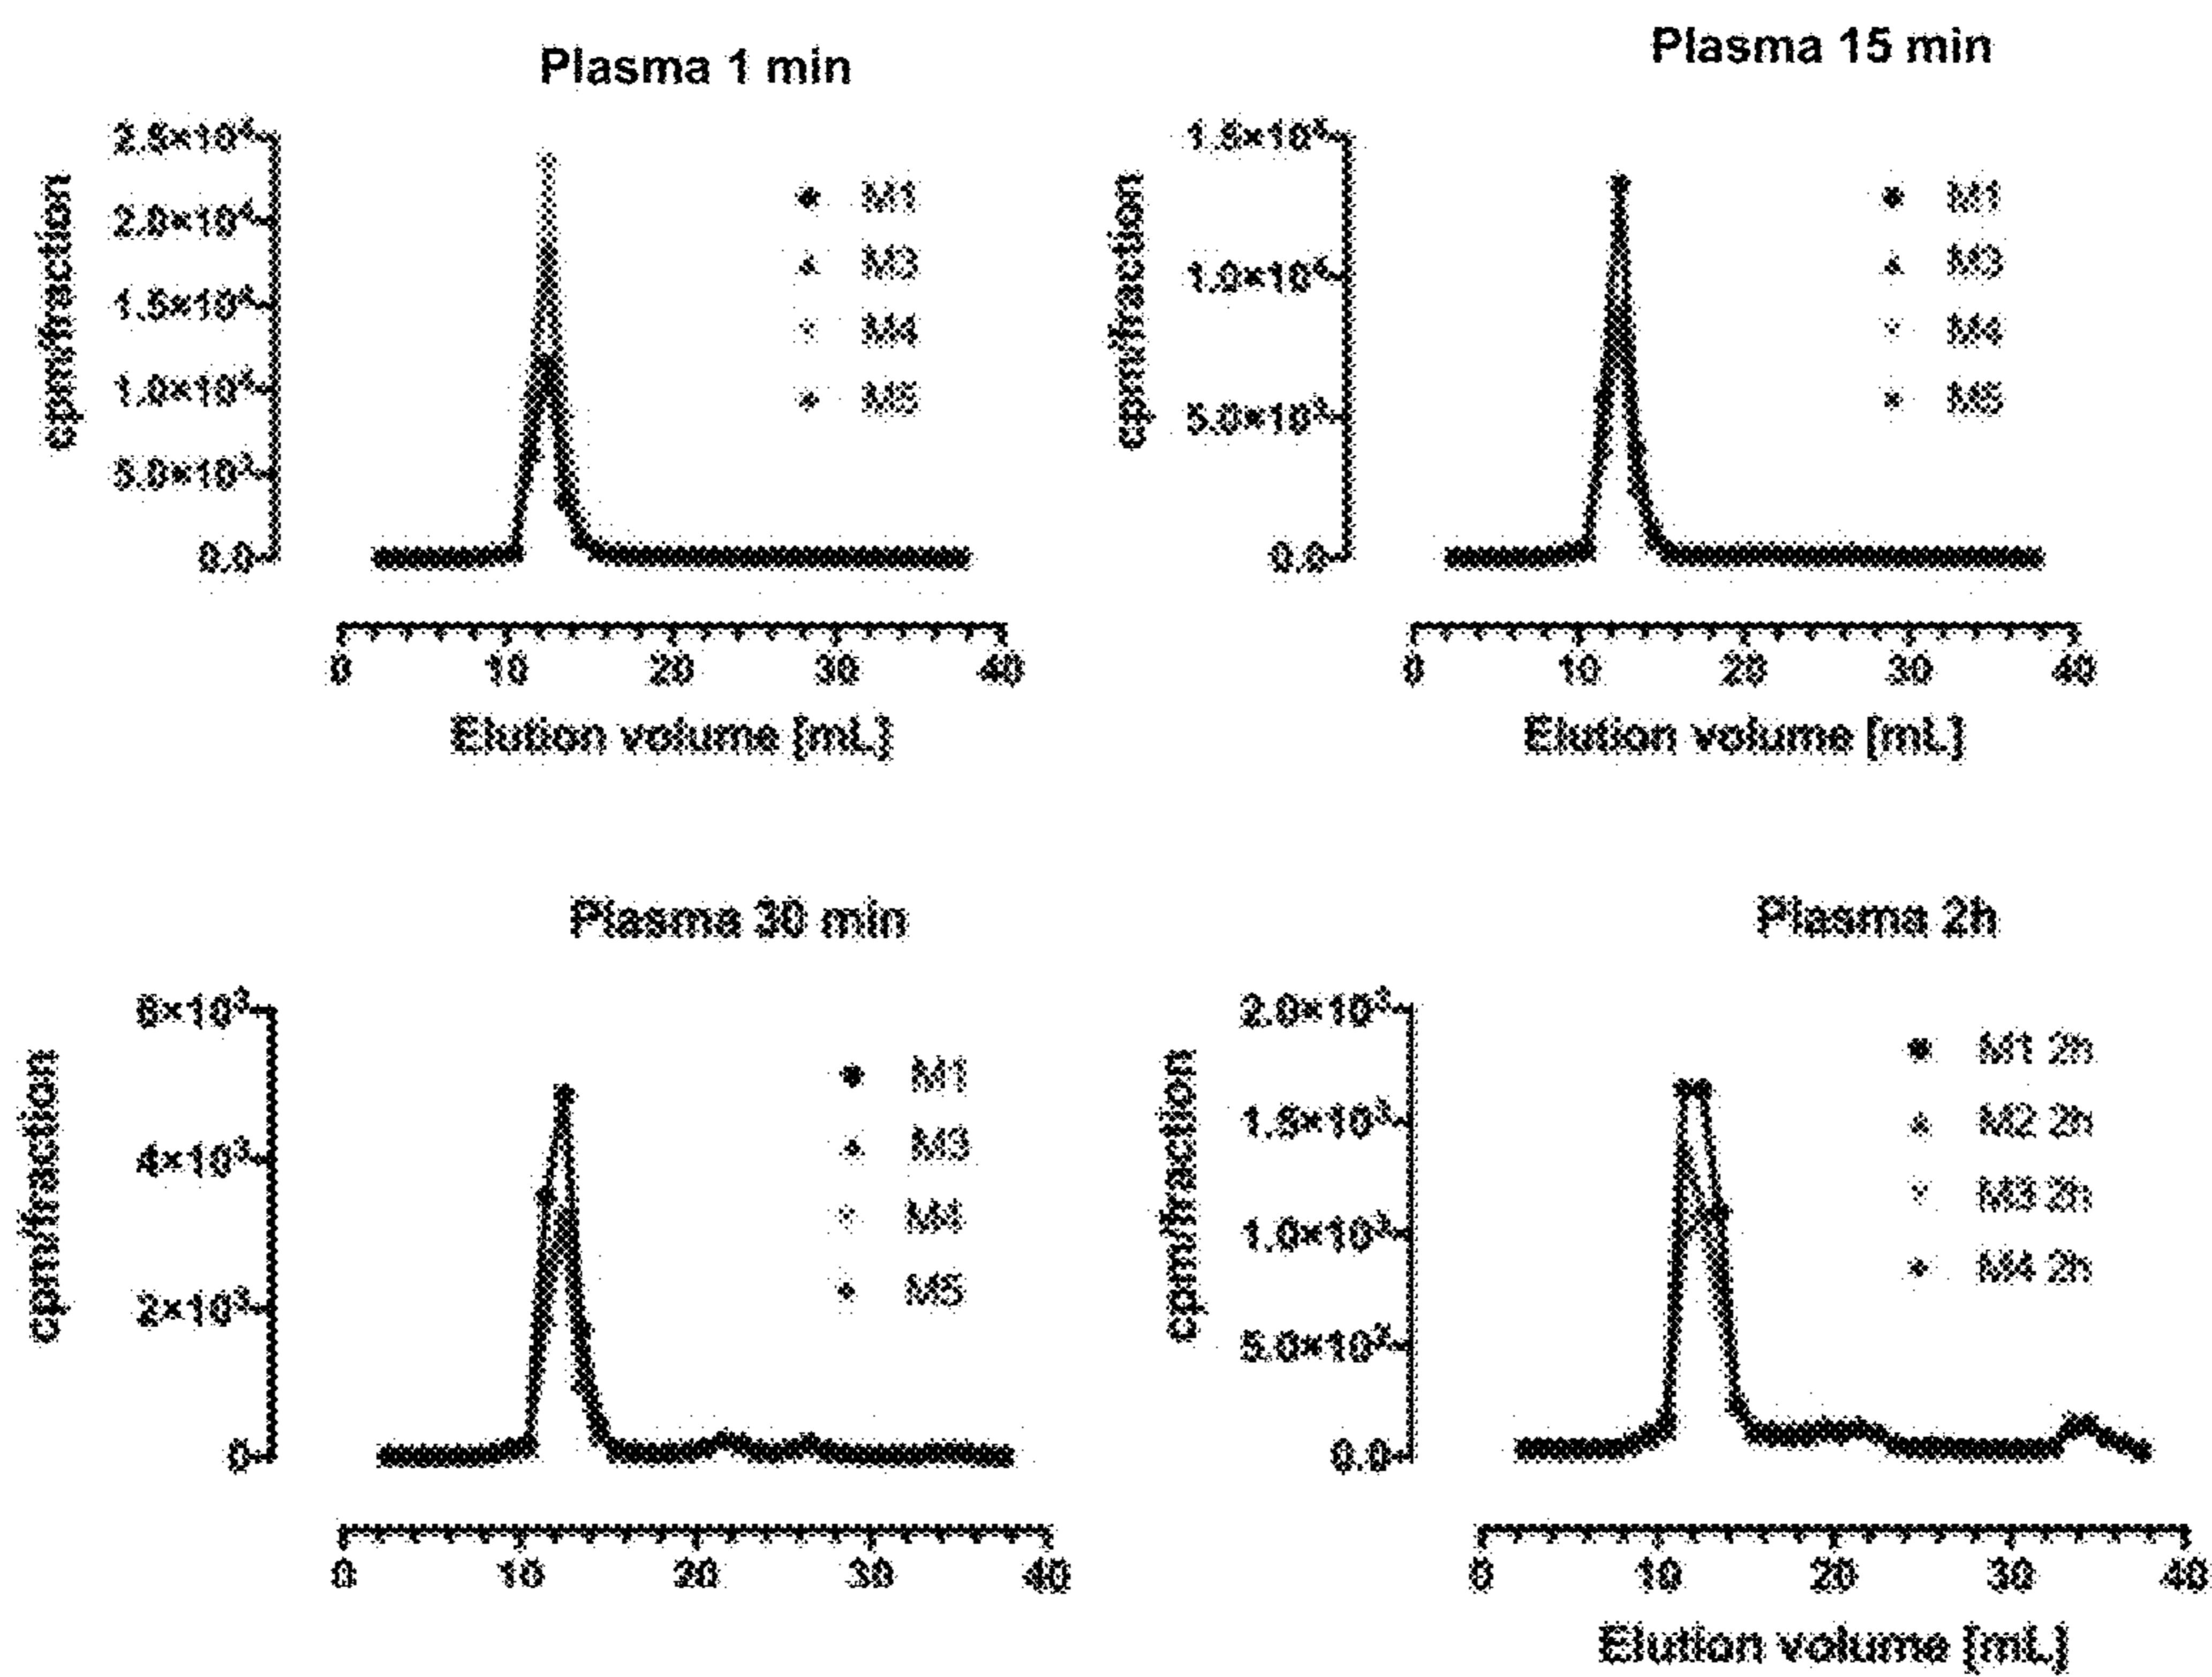 Plasma 1 min
cpm/fraction
2.5×10⁴
2.0×10⁴
1.5×10⁴
1.0×10⁴
5.0×10³
0.0
M1
M3
M4
M5
0 10 20 30 40
Elution volume [mL]
Plasma 15 min
cpm/fraction
1.5×10⁴
1.0×10⁴
5.0×10³
0.0
M1
M3
M4
M5
0 10 20 30 40
Elution volume [mL]
Plasma 30 min
cpm/fraction
6×10³
4×10³
2×10³
0
M1
M3
M4
M5
0 10 20 30 40
Plasma 2h
cpm/fraction
2.0×10³
1.5×10³
1.0×10³
5.0×10²
0.0
M1 2h
M2 2h
M3 2h
M4 2h
0 10 20 30 40
Elution volume [mL]